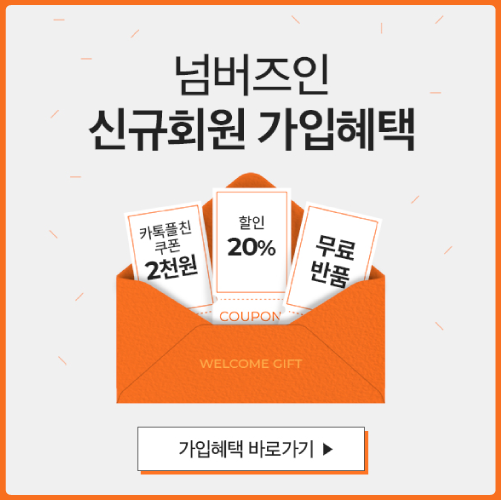 넘버즈인
신규회원 가입혜택
카톡플친
쿠폰
2천원
할인
20%
무료
반품
COUPON
WELCOME GIFT
가입혜택 바로가기 ▶